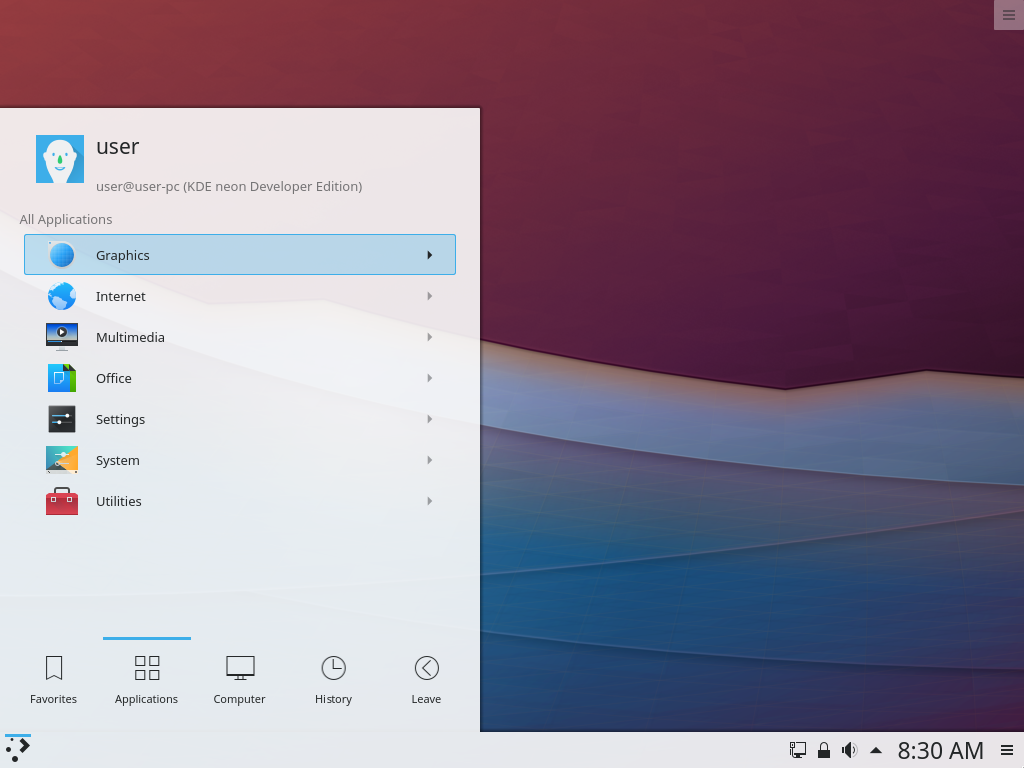 user
user@user-pc (KDE neon Developer Edition)
All Applications
Graphics
Internet
Multimedia
Office
Settings
System
Utilities
Favorites
Applications
Computer
History
Leave
8:30 AM